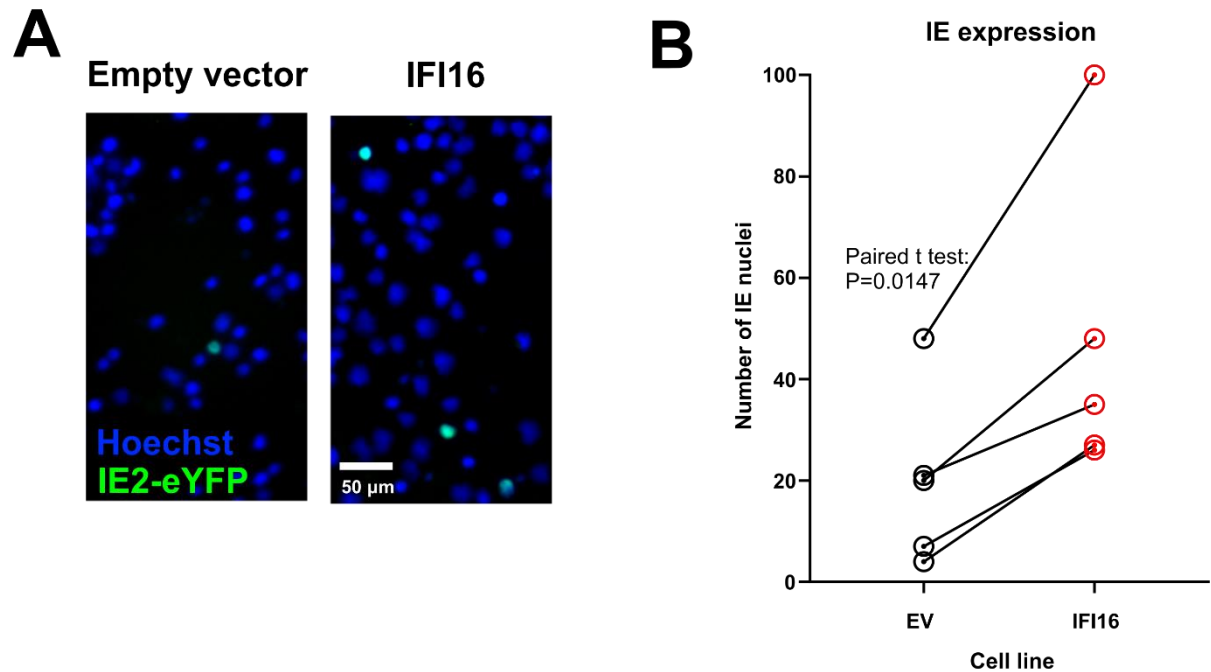 A
Empty vector
IFI16
Hoechst
IE2-eYFP
50 µm
B
IE expression
Number of IE nuclei
100
80
60
40
20
0
Paired t test:
P=0.0147
EV
IFI16
Cell line